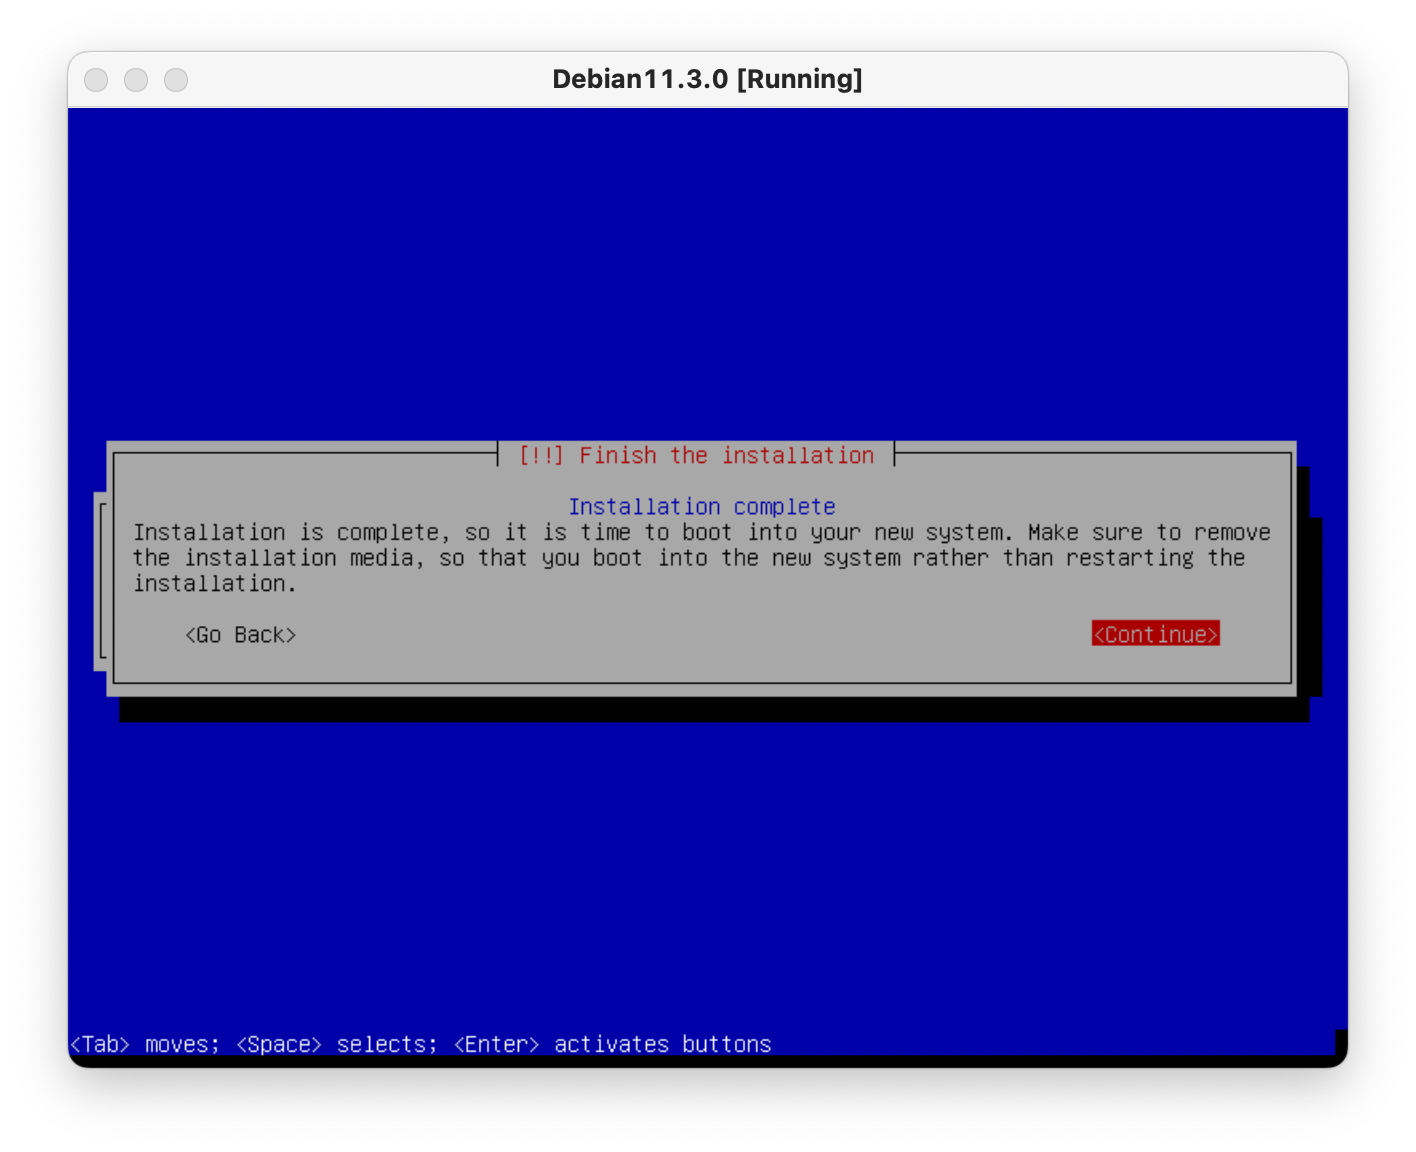 Debian11.3.0 [Running]
[!!] Finish the installation
Installation complete
Installation is complete, so it is time to boot into your new system. Make sure to remove
the installation media, so that you boot into the new system rather than restarting the
installation.
<Go Back> <Continue>
<Tab> moves; <Space> selects; <Enter> activates buttons